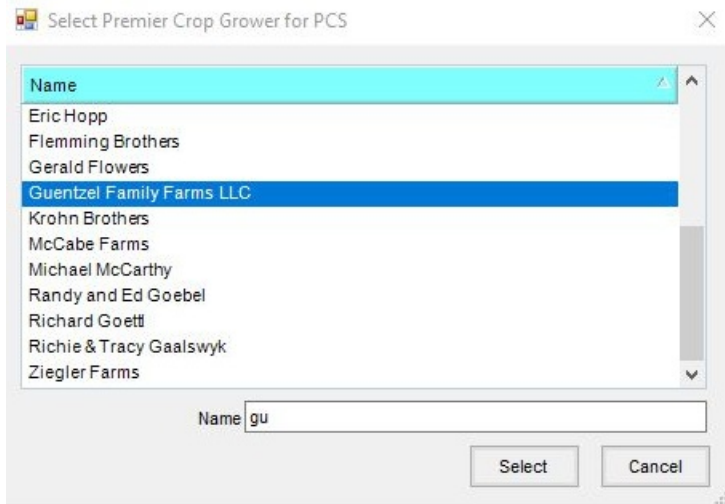 Select Premier Crop Grower for PCS
Name
Eric Hopp
Flemming Brothers
Gerald Flowers
Guentzel Family Farms LLC
Krohn Brothers
McCabe Farms
Michael McCarthy
Randy and Ed Goebel
Richard Goettl
Richie & Tracy Gaalswyk
Ziegler Farms
Name gu
Select Cancel